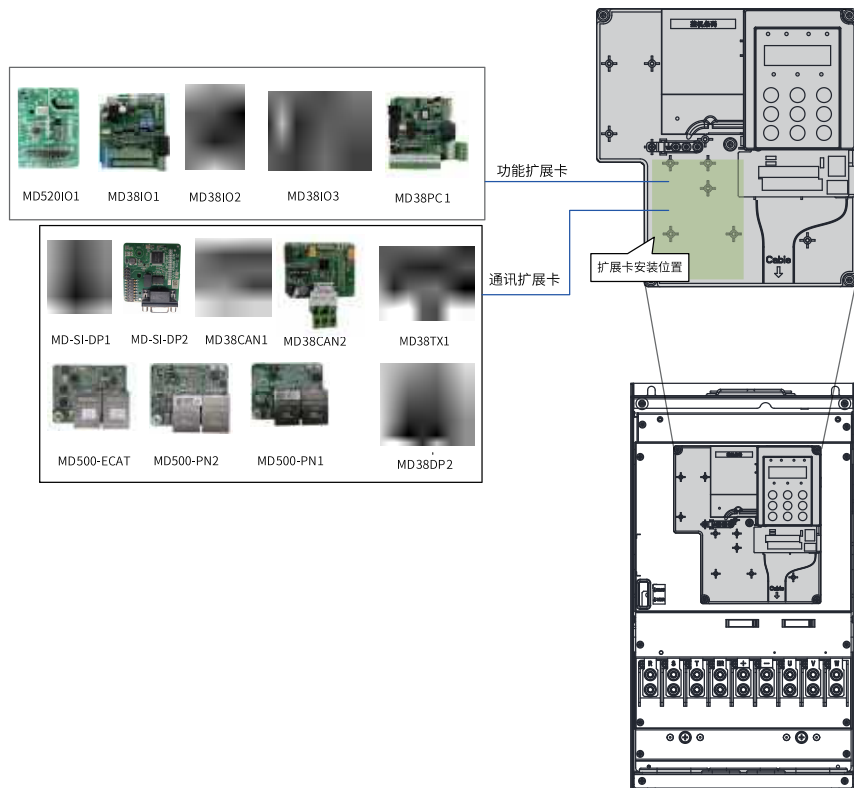 MD520IO1
MD38IO1
MD38IO2
MD38IO3
MD38PC1
功能扩展卡
MD-SI-DP1
MD-SI-DP2
MD38CAN1
MD38CAN2
MD38TX1
通讯扩展卡
MD500-ECAT
MD500-PN2
MD500-PN1
MD38DP2
扩展卡安装位置
Cable
Cable
R S T BR + − U V W